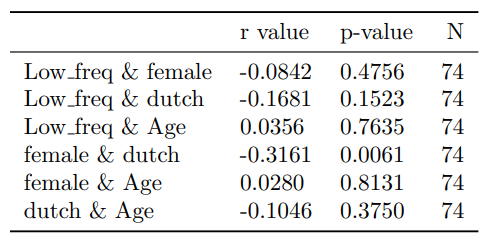 r value p-value N
Low_freq & female -0.0842 0.4756 74
Low_freq & dutch -0.1681 0.1523 74
Low_freq & Age 0.0356 0.7635 74
female & dutch -0.3161 0.0061 74
female & Age 0.0280 0.8131 74
dutch & Age -0.1046 0.3750 74